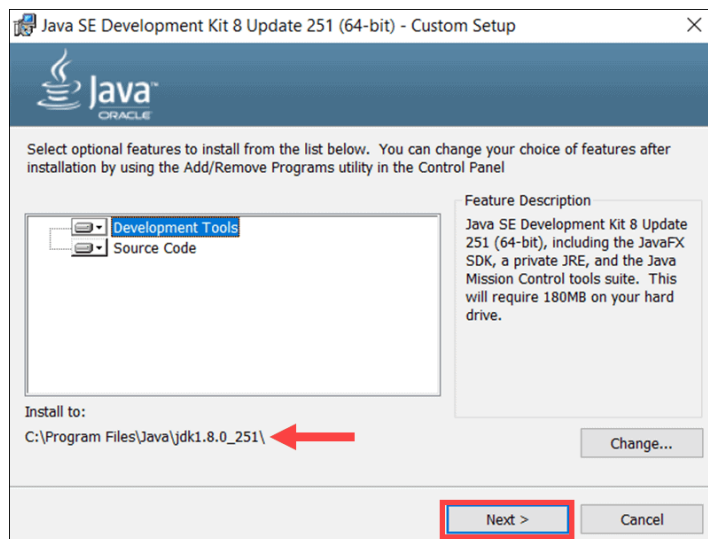 Java SE Development Kit 8 Update 251 (64-bit) - Custom Setup
Java™
ORACLE
Select optional features to install from the list below. You can change your choice of features after
installation by using the Add/Remove Programs utility in the Control Panel
Development Tools
Source Code
Feature Description
Java SE Development Kit 8 Update
251 (64-bit), including the JavaFX
SDK, a private JRE, and the Java
Mission Control tools suite. This
will require 180MB on your hard
drive.
Install to:
C:\Program Files\Java\jdk1.8.0_251\
Change...
Next >
Cancel